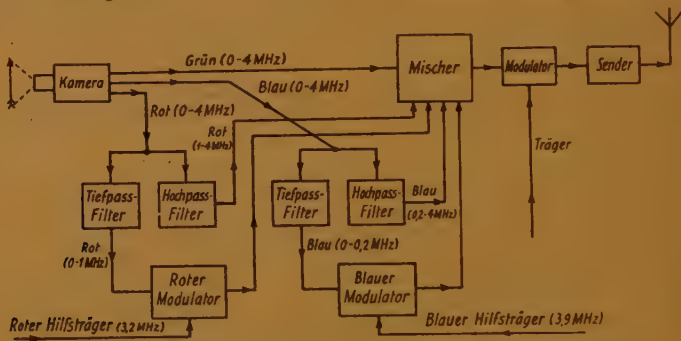 Grün (0-4MHz)
Kamera
Blau (0-4MHz)
Rot
(0-4MHz)
Mischer
Modulator
Sender
Träger
Rot
(1-4MHz)
Tiefpass-
Filter
Hochpass-
Filter
Tiefpass-
Filter
Hochpass-
Filter
Blau
(0,2-4MHz)
Rot
(0-1MHz)
Blau (0-0,2 MHz)
Roter
Modulator
Blauer
Modulator
Roter Hilfsträger (3,2MHz)
Blauer Hilfsträger (3,9MHz)